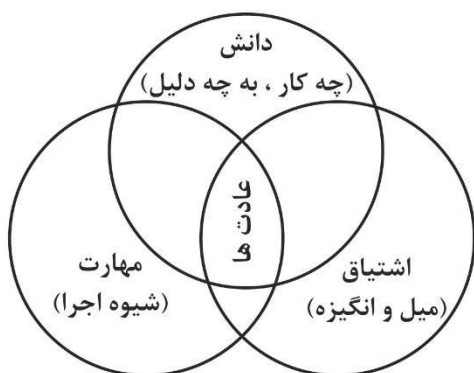 دانش
(چه کار ، به چه دلیل)
عادت ها
مهارت
(شیوه اجرا)
اشتیاق
(میل و انگیزه)